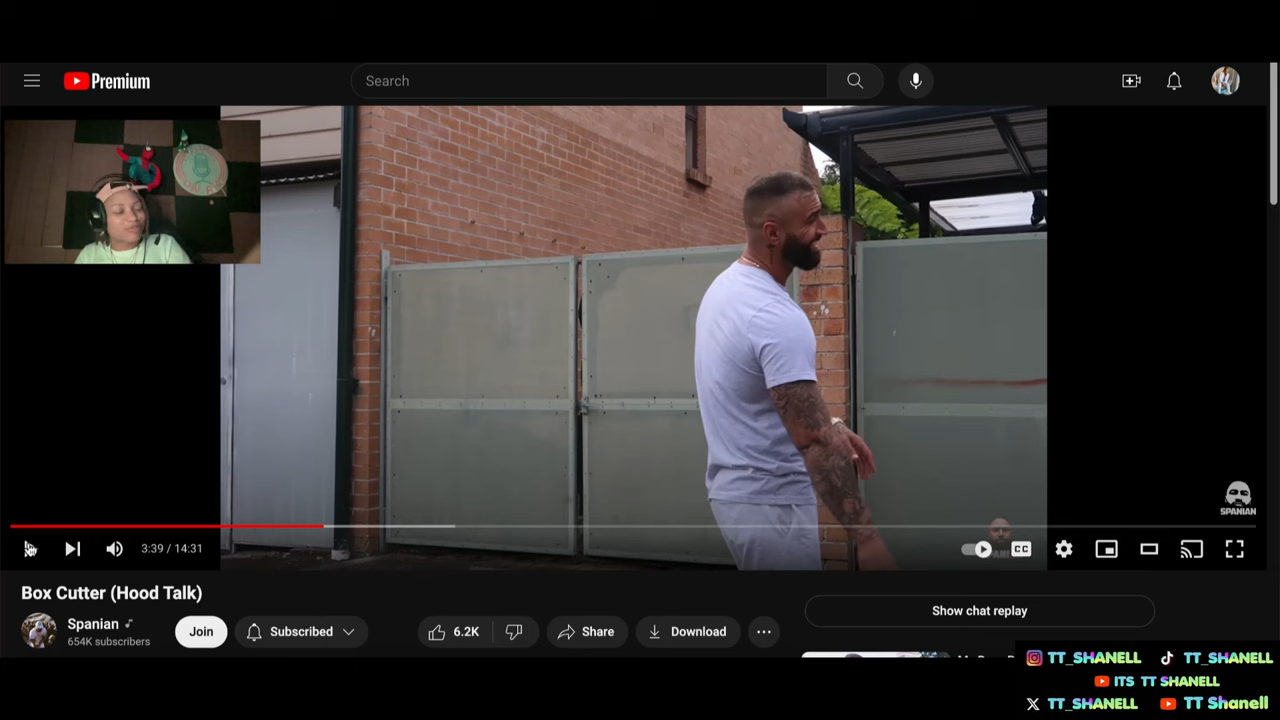 Premium
Search
SPANIAN
3:39 / 14:31
CC
Box Cutter (Hood Talk)
Spanian
654K subscribers
Join
Subscribed
6.2K
Share
Download
Show chat replay
TT_SHANELL
TT_SHANELL
ITS TT SHANELL
TT_SHANELL
TT Shanell